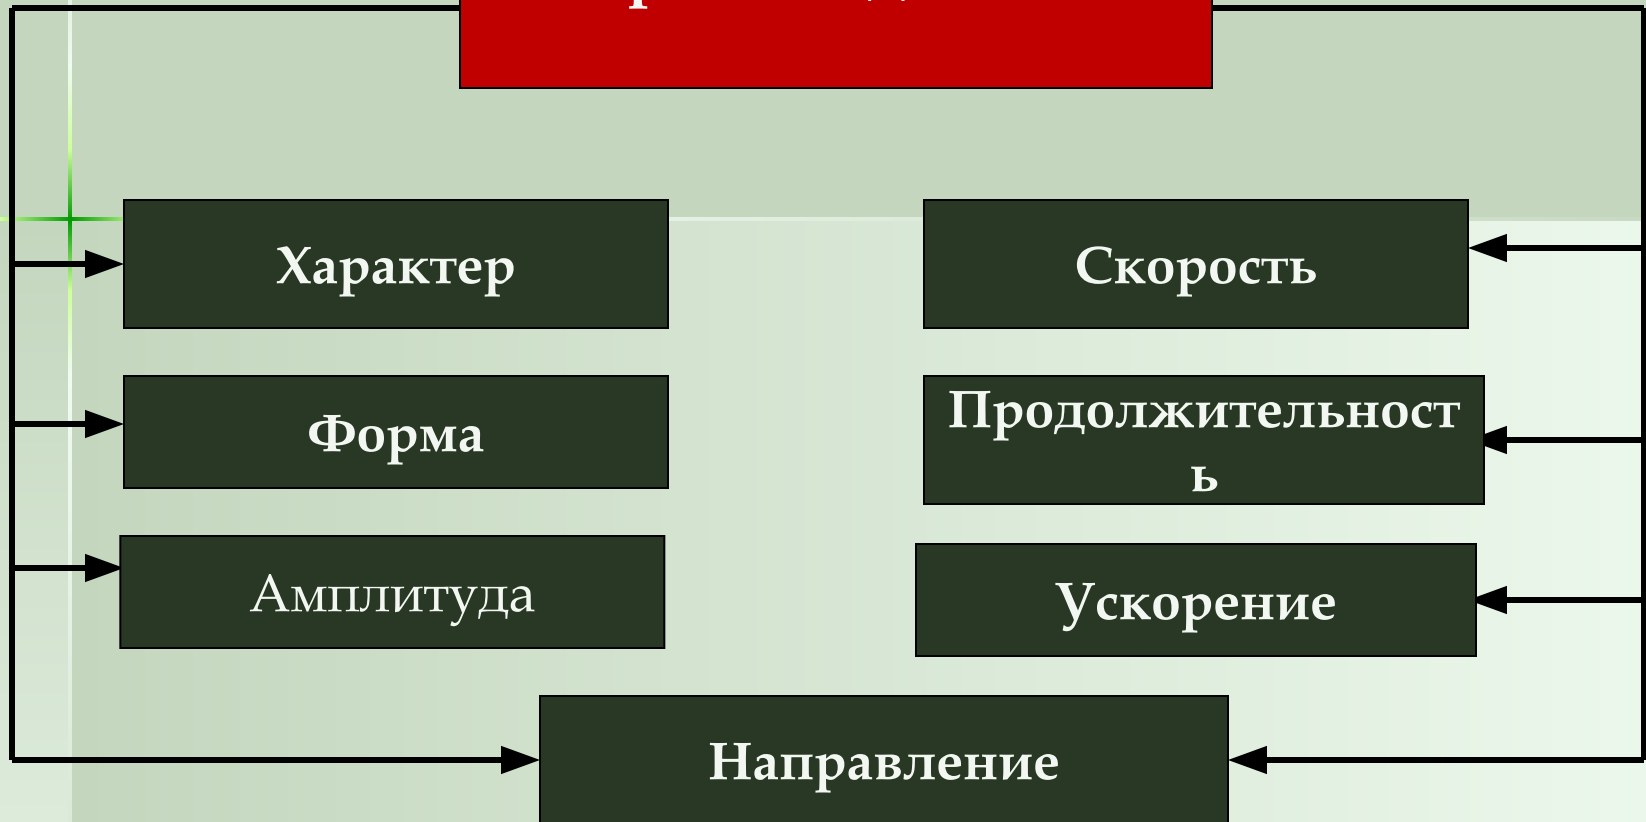 Характер
Скорость
Форма
Продолжительност
ь
Амплитуда
Ускорение
Направление